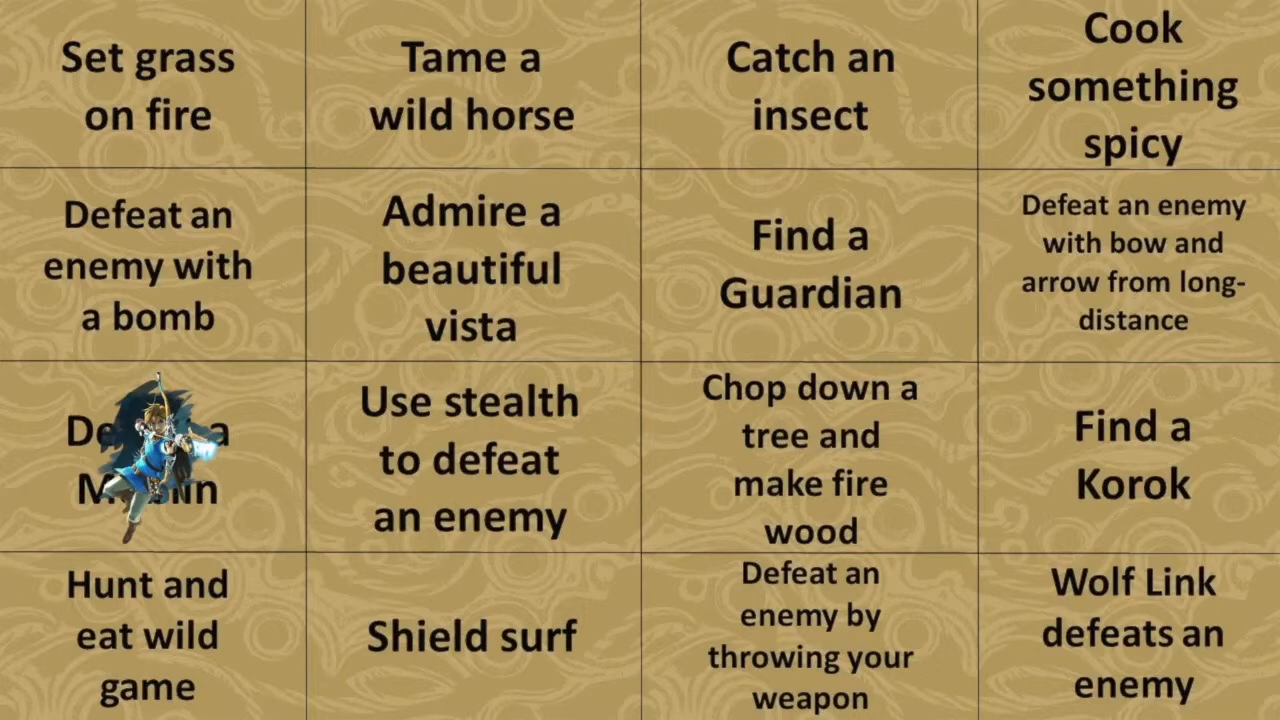 Set grass
on fire
Tame a
wild horse
Catch an
insect
Cook
something
spicy
Defeat an
enemy with
a bomb
Admire a
beautiful
vista
Find a
Guardian
Defeat an enemy
with bow and
arrow from long-
distance
a
Use stealth
to defeat
an enemy
Chop down a
tree and
make fire
wood
Find a
Korok
Hunt and
eat wild
game
Shield surf
Defeat an
enemy by
throwing your
weapon
Wolf Link
defeats an
enemy